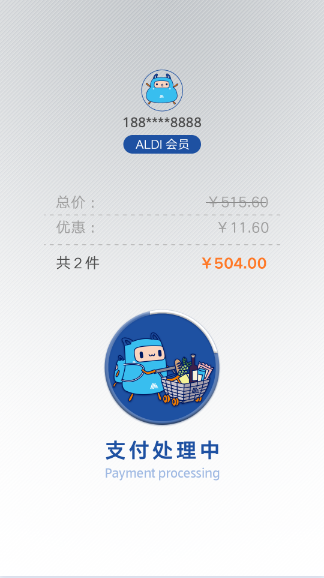 188****8888
ALDI 会员
总价： ￥515.60
优惠： ￥11.60
共2件 ￥504.00
支付处理中
Payment processing